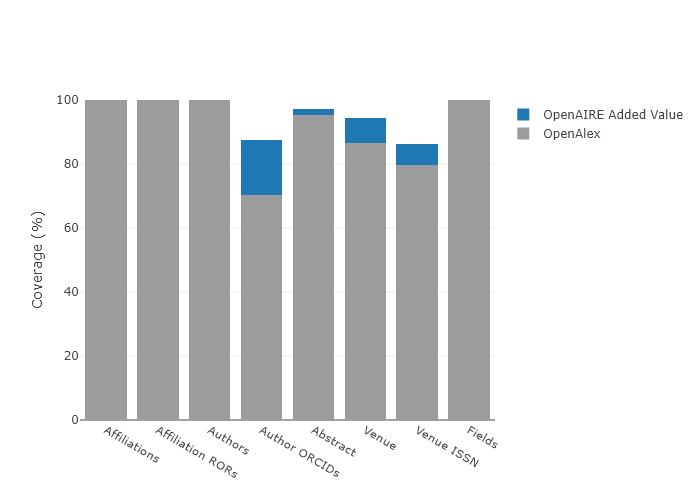 100
80
60
40
20
0
Coverage (%)
Affiliations
Affiliation RORs
Authors
Author ORCIDs
Abstract
Venue
Venue ISSN
Fields
OpenAIRE Added Value
OpenAlex